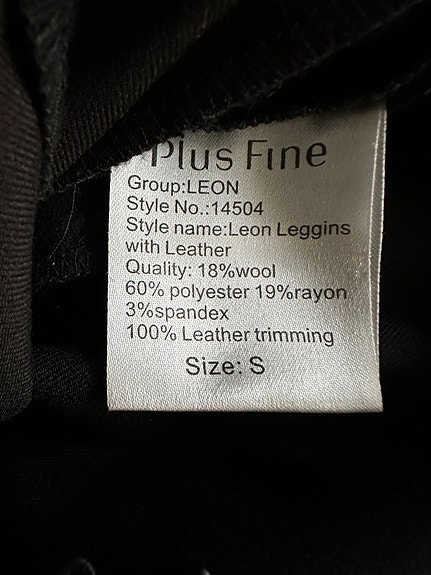 Plus Fine
Group:LEON
Style No.:14504
Style name:Leon Leggins
with Leather
Quality: 18%wool
60% polyester 19%rayon
3%spandex
100% Leather trimming
Size: S